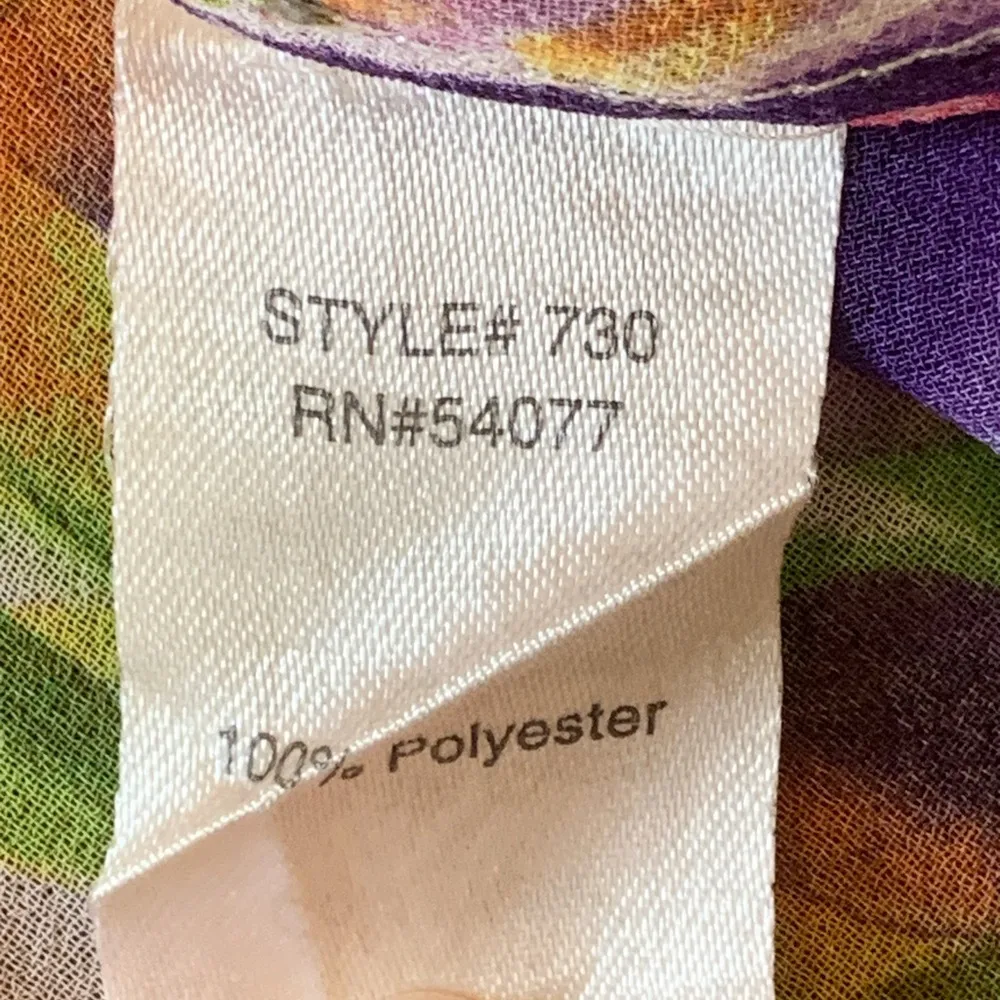 STYLE# 730
RN#54077
100% Polyester